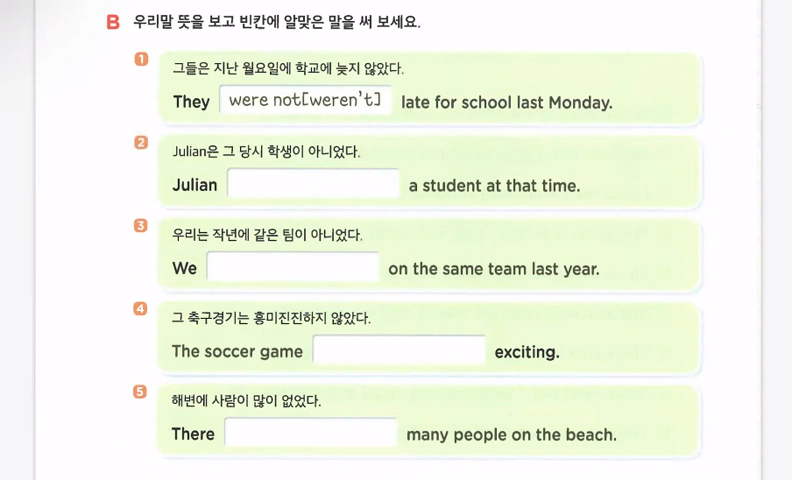 B 우리말 뜻을 보고 빈칸에 알맞은 말을 써 보세요.
1 그들은 지난 월요일에 학교에 늦지 않았다.
They were not[weren't] late for school last Monday.
2 Julian은 그 당시 학생이 아니었다.
Julian a student at that time.
3 우리는 작년에 같은 팀이 아니었다.
We on the same team last year.
4 그 축구경기는 흥미진진하지 않았다.
The soccer game exciting.
5 해변에 사람이 많이 없었다.
There many people on the beach.